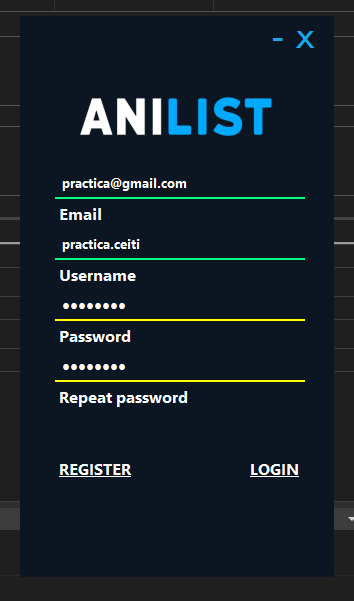 - X
ANILIST
practica@gmail.com
Email
practica.ceiti
Username
●●●●●●●●
Password
●●●●●●●●
Repeat password
REGISTER LOGIN